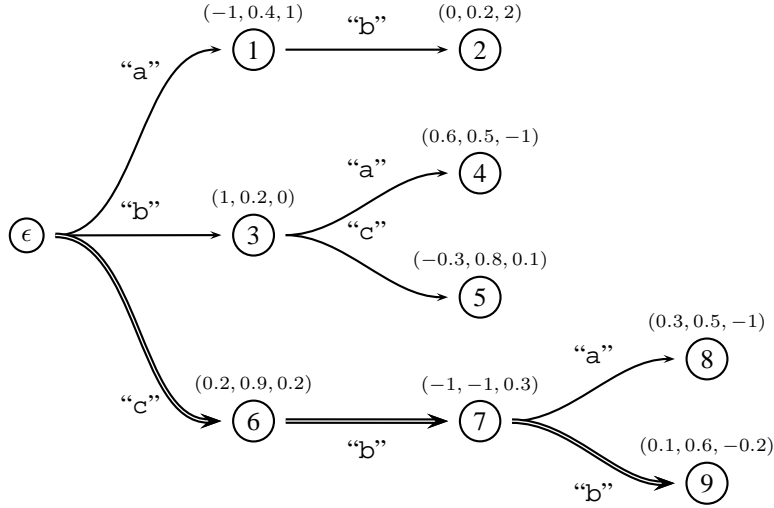 (−1, 0.4, 1)
(0, 0.2, 2)
1
“b”
2
“a”
(0.6, 0.5, −1)
“a”
4
(1, 0.2, 0)
“b”
ϵ
3
“c”
(−0.3, 0.8, 0.1)
5
(0.3, 0.5, −1)
“a”
8
(0.2, 0.9, 0.2)
(−1, −1, 0.3)
“c”
6
7
“b”
(0.1, 0.6, −0.2)
“b”
9